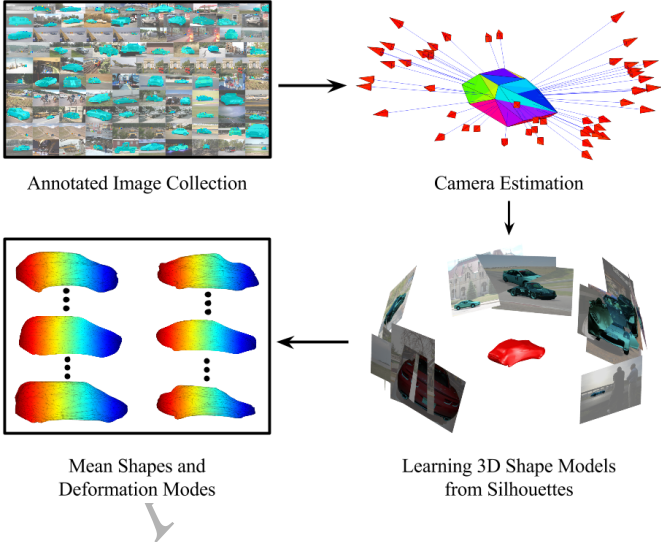 Annotated Image Collection
Camera Estimation
Mean Shapes and
Deformation Modes
Learning 3D Shape Models
from Silhouettes